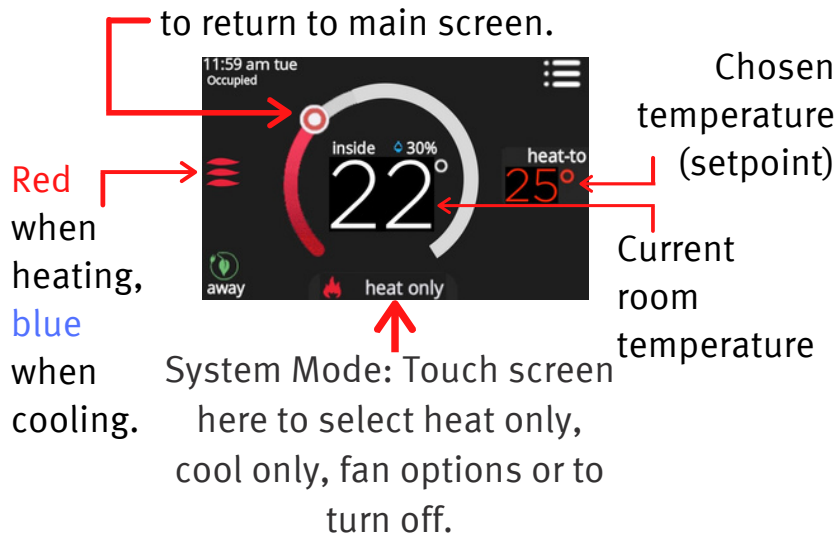 to return to main screen.
11:59 am tue
Occupied
Chosen
temperature
(setpoint)
inside 30%
22°
heat-to
25°
Red
when
heating,
blue
when
cooling.
away
heat only
Current
room
temperature
System Mode: Touch screen
here to select heat only,
cool only, fan options or to
turn off.